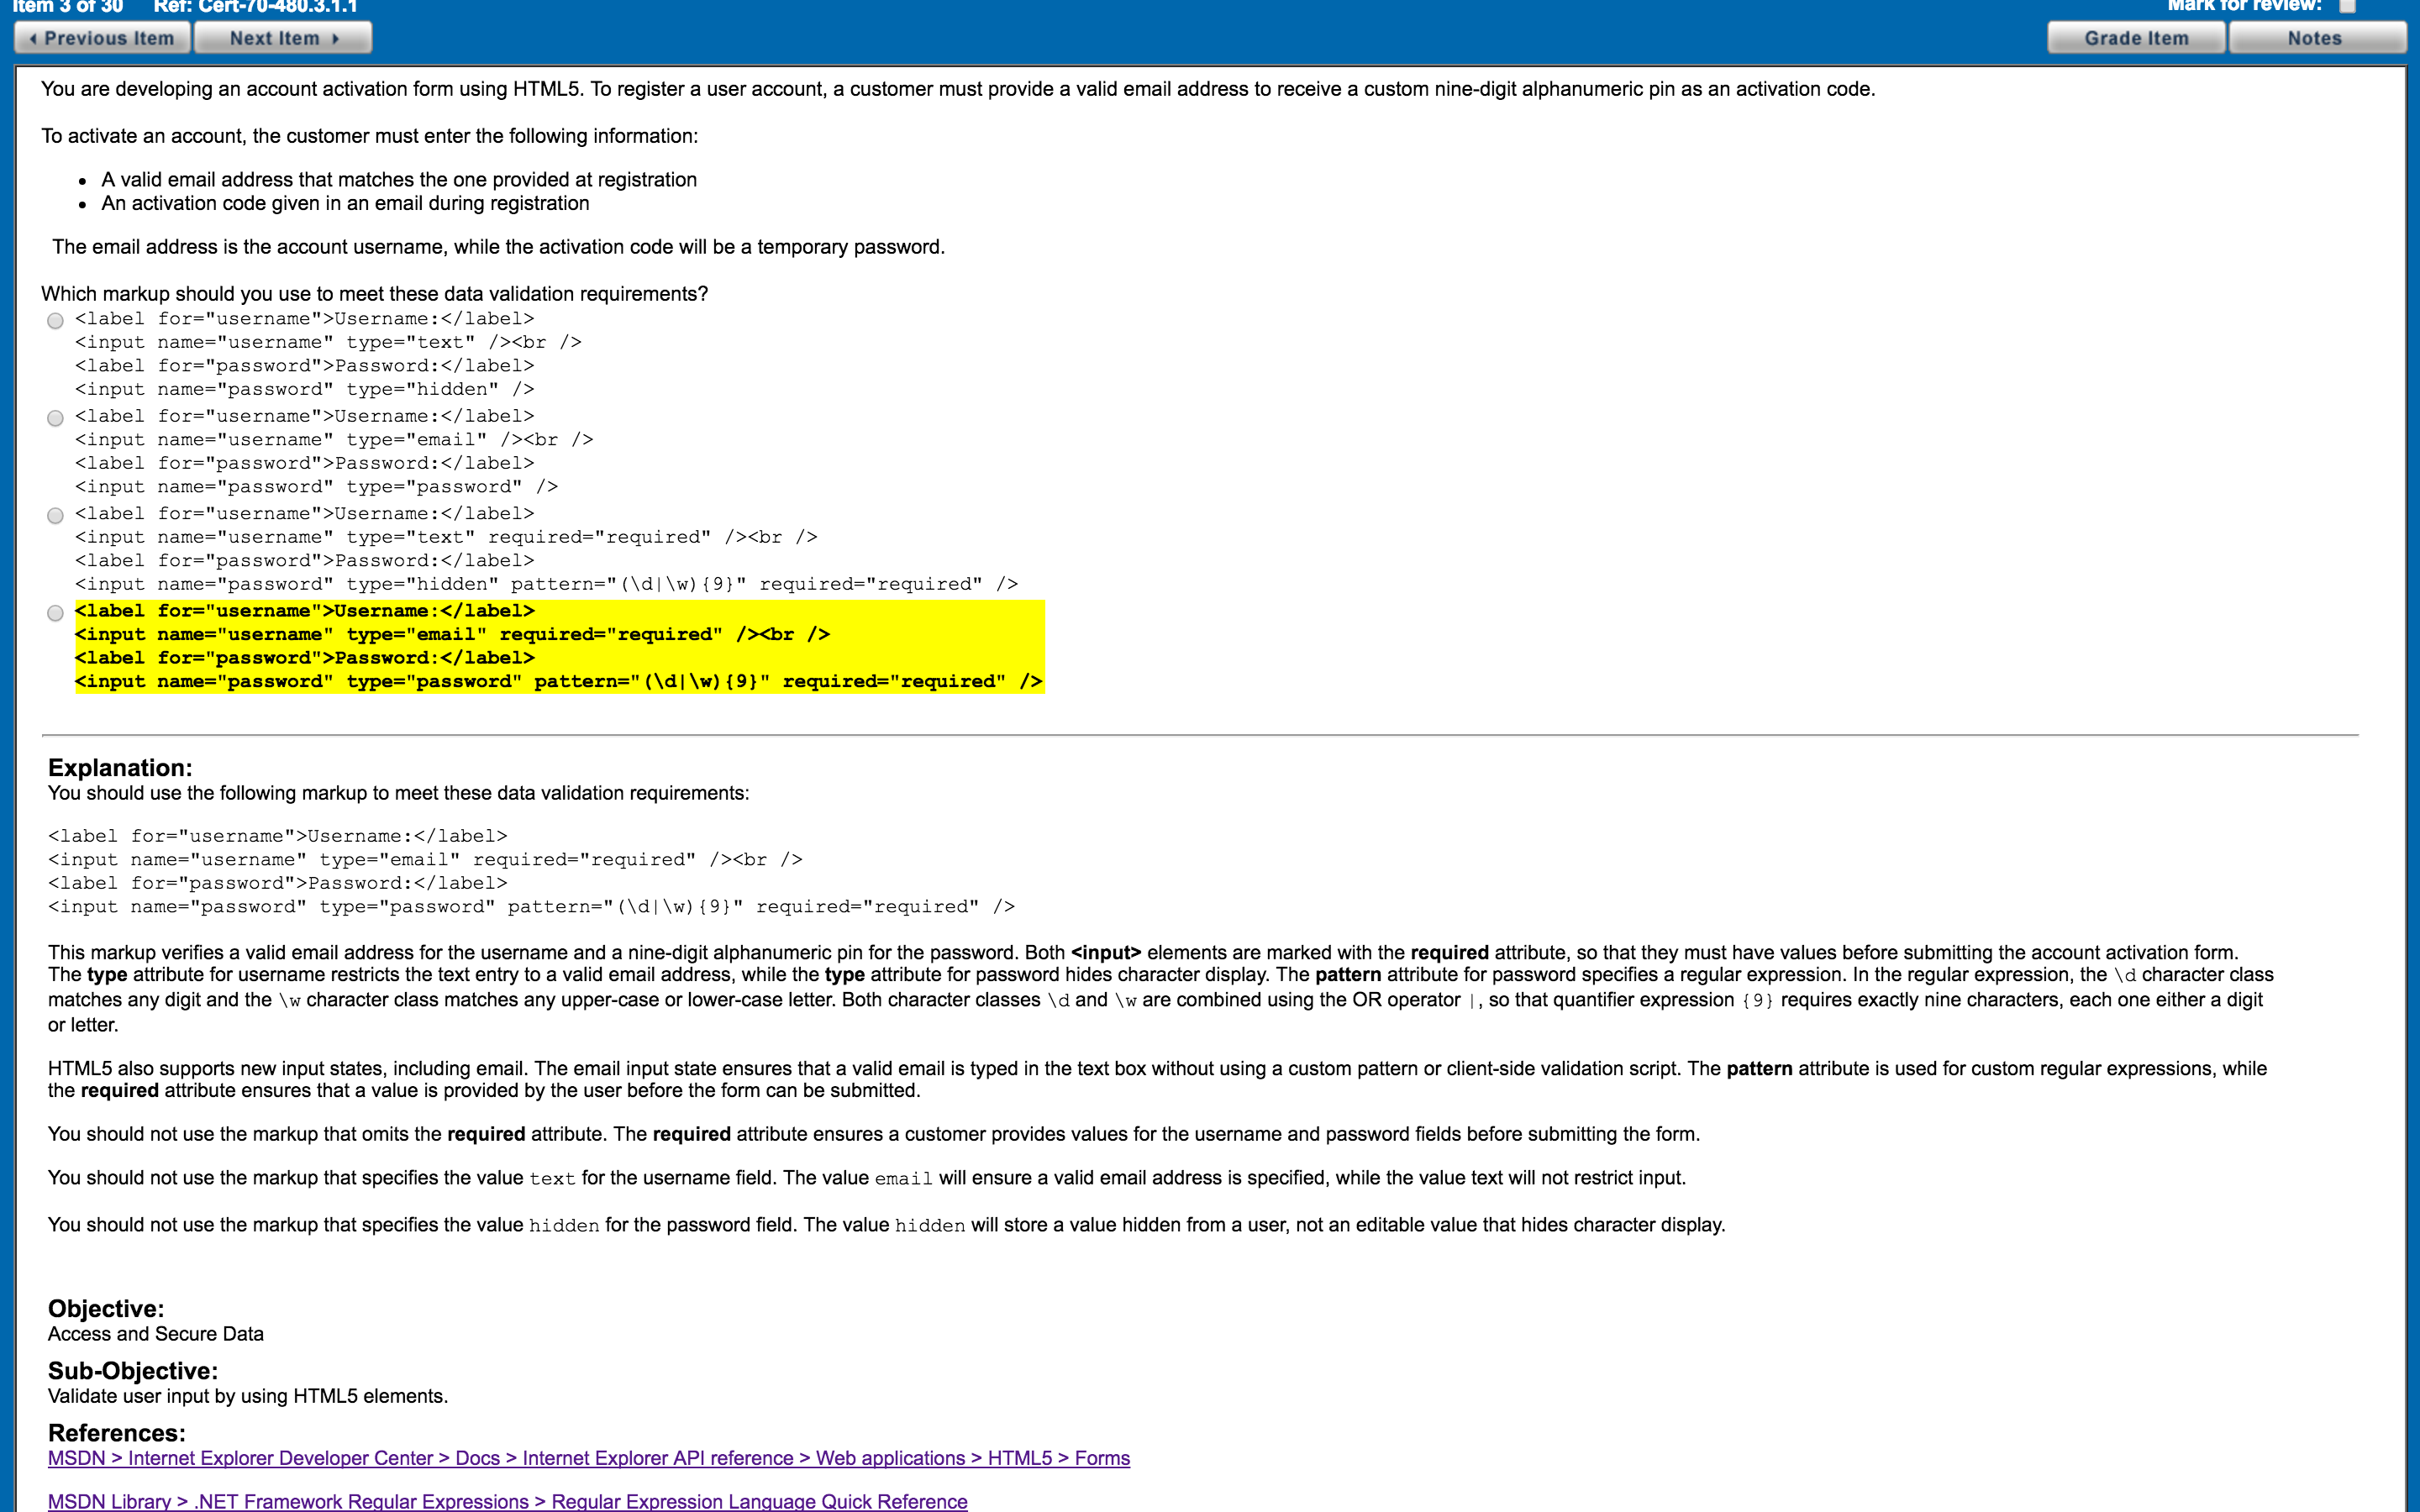 Item 3 of 30 Ref: Cert-70-480.3.1.1 Mark for review:
Previous Item Next Item Grade Item Notes
You are developing an account activation form using HTML5. To register a user account, a customer must provide a valid email address to receive a custom nine-digit alphanumeric pin as an activation code.
To activate an account, the customer must enter the following information:
• A valid email address that matches the one provided at registration
• An activation code given in an email during registration
The email address is the account username, while the activation code will be a temporary password.
Which markup should you use to meet these data validation requirements?
<label for="username">Username:</label>
<input name="username" type="text" /><br />
<label for="password">Password:</label>
<input name="password" type="hidden" />
<label for="username">Username:</label>
<input name="username" type="email" /><br />
<label for="password">Password:</label>
<input name="password" type="password" />
<label for="username">Username:</label>
<input name="username" type="text" required="required" /><br />
<label for="password">Password:</label>
<input name="password" type="hidden" pattern="(\d|\w){9}" required="required" />
<label for="username">Username:</label>
<input name="username" type="email" required="required" /><br />
<label for="password">Password:</label>
<input name="password" type="password" pattern="(\d|\w){9}" required="required" />
Explanation:
You should use the following markup to meet these data validation requirements:
<label for="username">Username:</label>
<input name="username" type="email" required="required" /><br />
<label for="password">Password:</label>
<input name="password" type="password" pattern="(\d|\w){9}" required="required" />
This markup verifies a valid email address for the username and a nine-digit alphanumeric pin for the password. Both <input> elements are marked with the required attribute, so that they must have values before submitting the account activation form.
The type attribute for username restricts the text entry to a valid email address, while the type attribute for password hides character display. The pattern attribute for password specifies a regular expression. In the regular expression, the \d character class
matches any digit and the \w character class matches any upper-case or lower-case letter. Both character classes \d and \w are combined using the OR operator |, so that quantifier expression {9} requires exactly nine characters, each one either a digit
or letter.
HTML5 also supports new input states, including email. The email input state ensures that a valid email is typed in the text box without using a custom pattern or client-side validation script. The pattern attribute is used for custom regular expressions, while
the required attribute ensures that a value is provided by the user before the form can be submitted.
You should not use the markup that omits the required attribute. The required attribute ensures a customer provides values for the username and password fields before submitting the form.
You should not use the markup that specifies the value text for the username field. The value email will ensure a valid email address is specified, while the value text will not restrict input.
You should not use the markup that specifies the value hidden for the password field. The value hidden will store a value hidden from a user, not an editable value that hides character display.
Objective:
Access and Secure Data
Sub-Objective:
Validate user input by using HTML5 elements.
References:
MSDN > Internet Explorer Developer Center > Docs > Internet Explorer API reference > Web applications > HTML5 > Forms
MSDN Library > .NET Framework Regular Expressions > Regular Expression Language Quick Reference